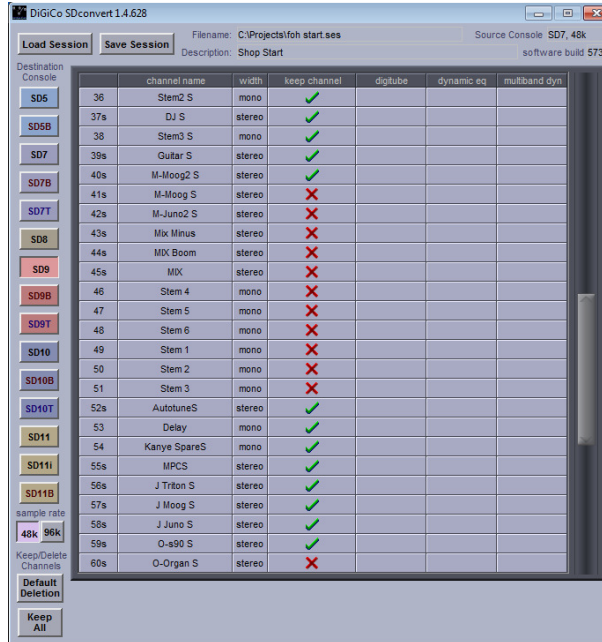 DiGiCo SDconvert 1.4.628
Load Session
Save Session
Filename: C:\Projects\foh start.ses
Source Console SD7, 48k
Description: Shop Start
software build 573
Destination
Console
SD5
SD5B
SD7
SD7B
SD7T
SD8
SD9
SD9B
SD9T
SD10
SD10B
SD10T
SD11
SD11i
SD11B
sample rate
48k 96k
Keep/Delete
Channels
Default
Deletion
Keep
All
channel name width keep channel digitube dynamic eq multiband dyn
36 Stem2 S mono
37s DJ S stereo
38 Stem3 S mono
39s Guitar S stereo
40s M-Moog2 S stereo
41s M-Moog S stereo
42s M-Juno2 S stereo
43s Mix Minus stereo
44s MIX Boom stereo
45s MIX stereo
46 Stem 4 mono
47 Stem 5 mono
48 Stem 6 mono
49 Stem 1 mono
50 Stem 2 mono
51 Stem 3 mono
52s AutotuneS stereo
53 Delay mono
54 Kanye SpareS mono
55s MPCS stereo
56s J Triton S stereo
57s J Moog S stereo
58s J Juno S stereo
59s O-s90 S stereo
60s O-Organ S stereo